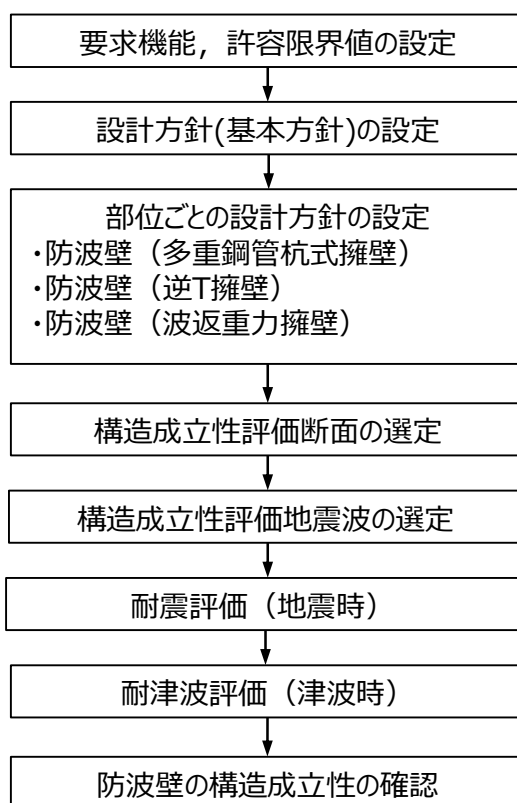 要求機能，許容限界値の設定
設計方針(基本方針)の設定
部位ごとの設計方針の設定
・防波壁（多重鋼管杭式擁壁）
・防波壁（逆T擁壁）
・防波壁（波返重力擁壁）
構造成立性評価断面の選定
構造成立性評価地震波の選定
耐震評価（地震時）
耐津波評価（津波時）
防波壁の構造成立性の確認